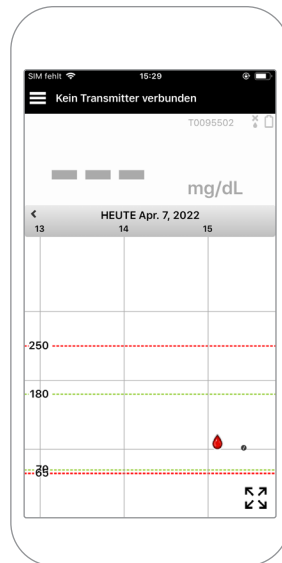 SIM fehlt 15:29
Kein Transmitter verbunden
T0095502
mg/dL
HEUTE Apr. 7, 2022
13 14 15
250
180
70
65